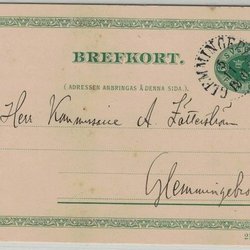 BREFKORT.
(ADRESSEN ANBRINGAS Å DENNA SIDA.)
Herr Kommissarie A.
Glemmingebro